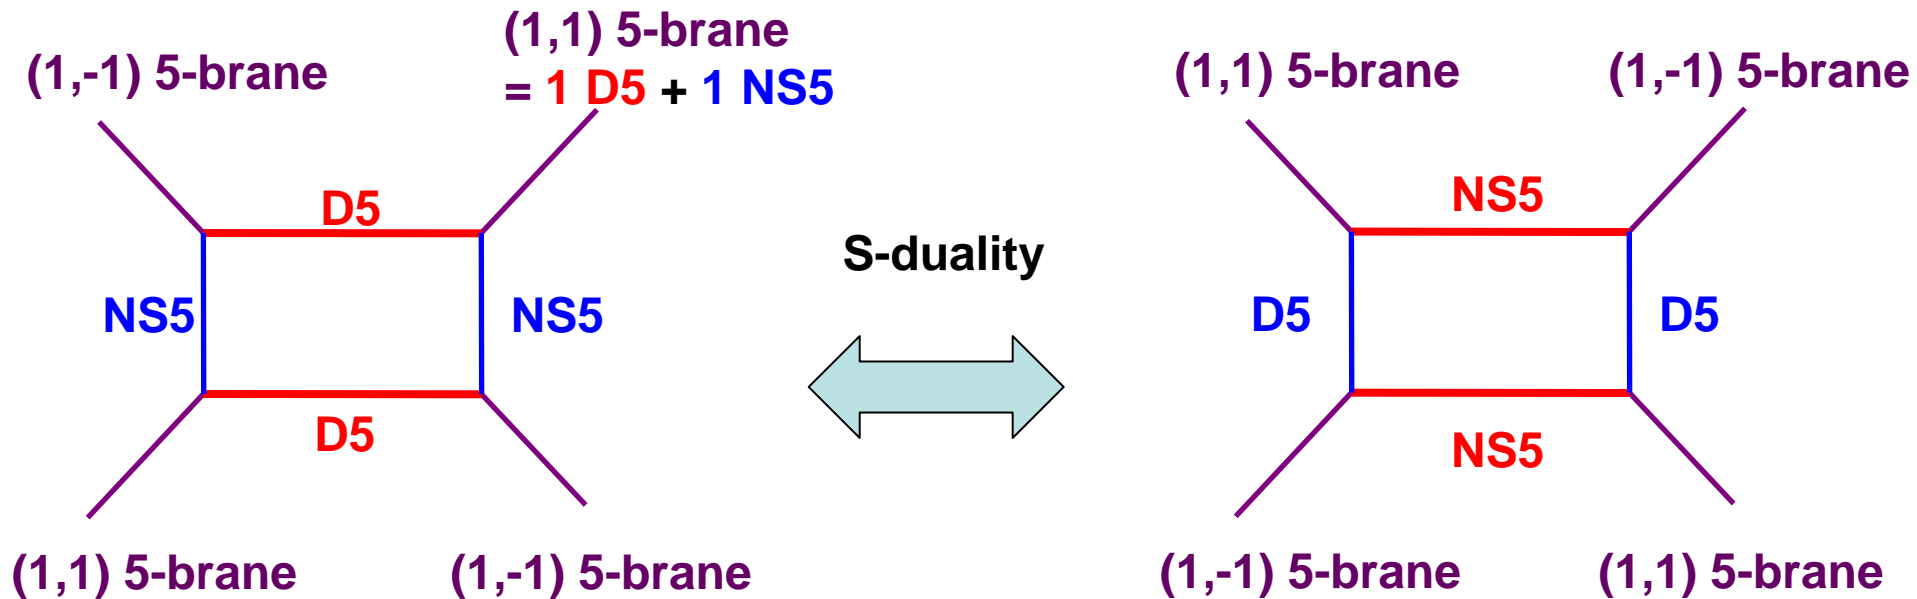 (1,-1) 5-brane
(1,1) 5-brane
= 1 D5 + 1 NS5
D5
NS5
NS5
D5
(1,1) 5-brane
(1,-1) 5-brane
S-duality
(1,1) 5-brane
(1,-1) 5-brane
NS5
D5
D5
NS5
(1,-1) 5-brane
(1,1) 5-brane